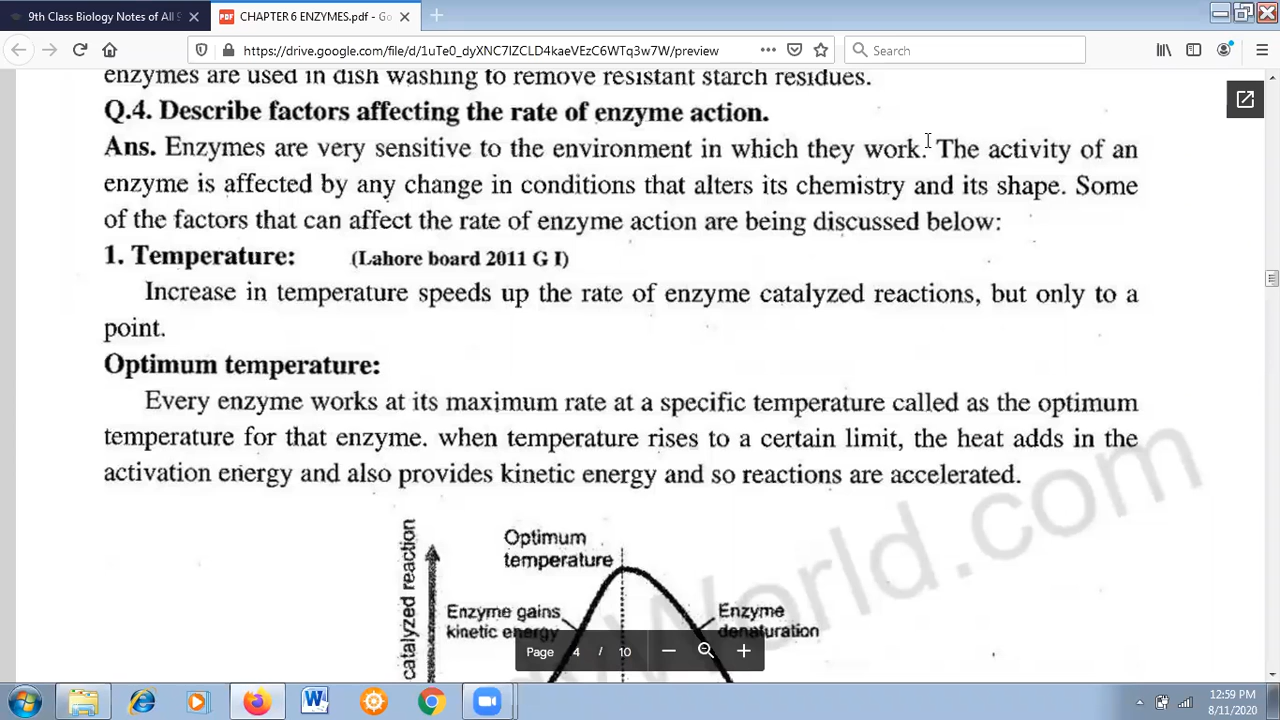 9th Class Biology Notes of All 9
CHAPTER 6 ENZYMES.pdf - Go
https://drive.google.com/file/d/1uTe0_dyXNC7IZCLD4kaeVEzC6WTq3w7W/preview
Search
enzymes are used in dish washing to remove resistant starch residues.
Q.4. Describe factors affecting the rate of enzyme action.
Ans. Enzymes are very sensitive to the environment in which they work. The activity of an
enzyme is affected by any change in conditions that alters its chemistry and its shape. Some
of the factors that can affect the rate of enzyme action are being discussed below:
1. Temperature: (Lahore board 2011 G I)
Increase in temperature speeds up the rate of enzyme catalyzed reactions, but only to a
point.
Optimum temperature:
Every enzyme works at its maximum rate at a specific temperature called as the optimum
temperature for that enzyme. when temperature rises to a certain limit, the heat adds in the
activation energy and also provides kinetic energy and so reactions are accelerated.
World.com
catalyzed reaction
Optimum
temperature
Enzyme gains
kinetic energy
Enzyme
denaturation
Page 4 / 10
12:59 PM
8/11/2020